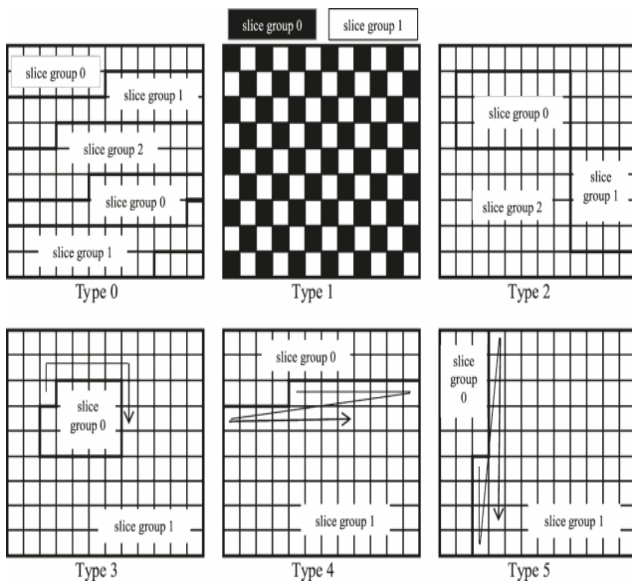 slice group 0
slice group 1
slice group 0
slice group 1
slice group 2
slice group 0
slice group 1
Type 0
Type 1
slice group 0
slice
group 1
slice group 2
Type 2
slice
group 0
slice group 1
Type 3
slice group 0
slice group 1
Type 4
slice
group
0
slice group 1
Type 5